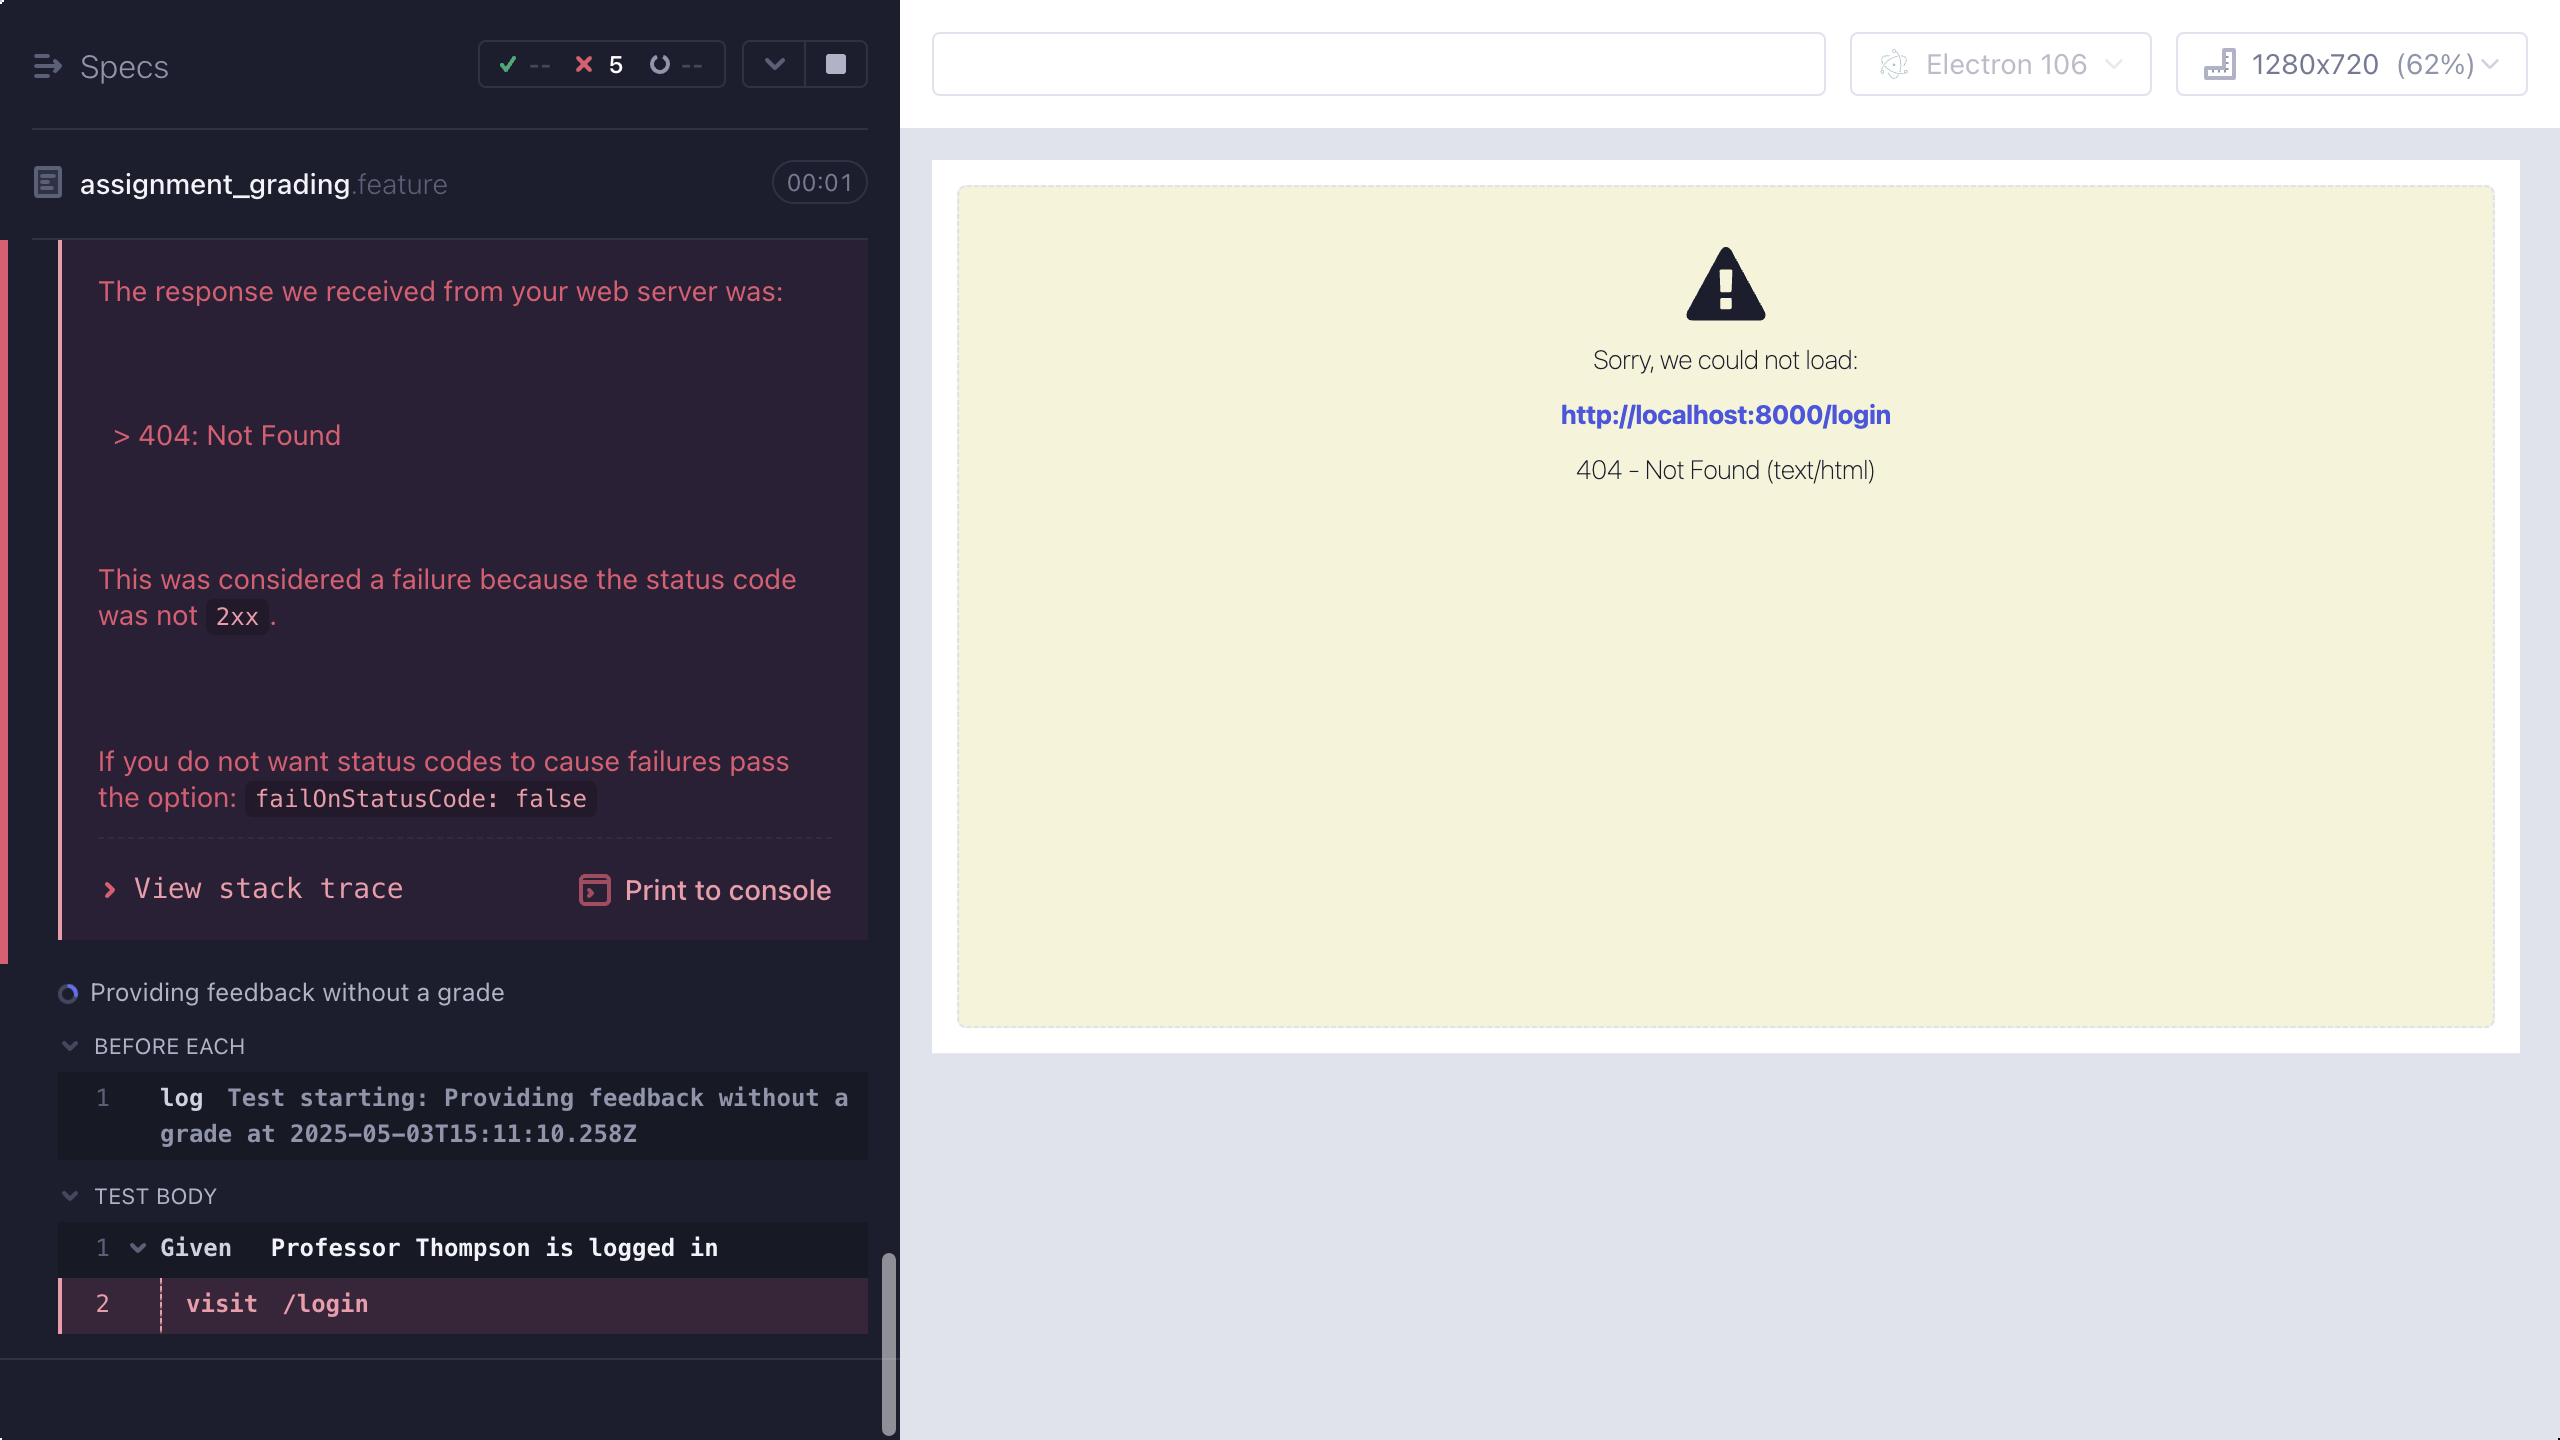 Specs
-- 5 --
assignment_grading.feature
00:01
The response we received from your web server was:
> 404: Not Found
This was considered a failure because the status code
was not 2xx.
If you do not want status codes to cause failures pass
the option: failOnStatusCode: false
View stack trace
Print to console
Providing feedback without a grade
BEFORE EACH
1 log Test starting: Providing feedback without a
grade at 2025-05-03T15:11:10.258Z
TEST BODY
1 Given Professor Thompson is logged in
2 visit /login
Electron 106
1280x720 (62%)
Sorry, we could not load:
http://localhost:8000/login
404 - Not Found (text/html)